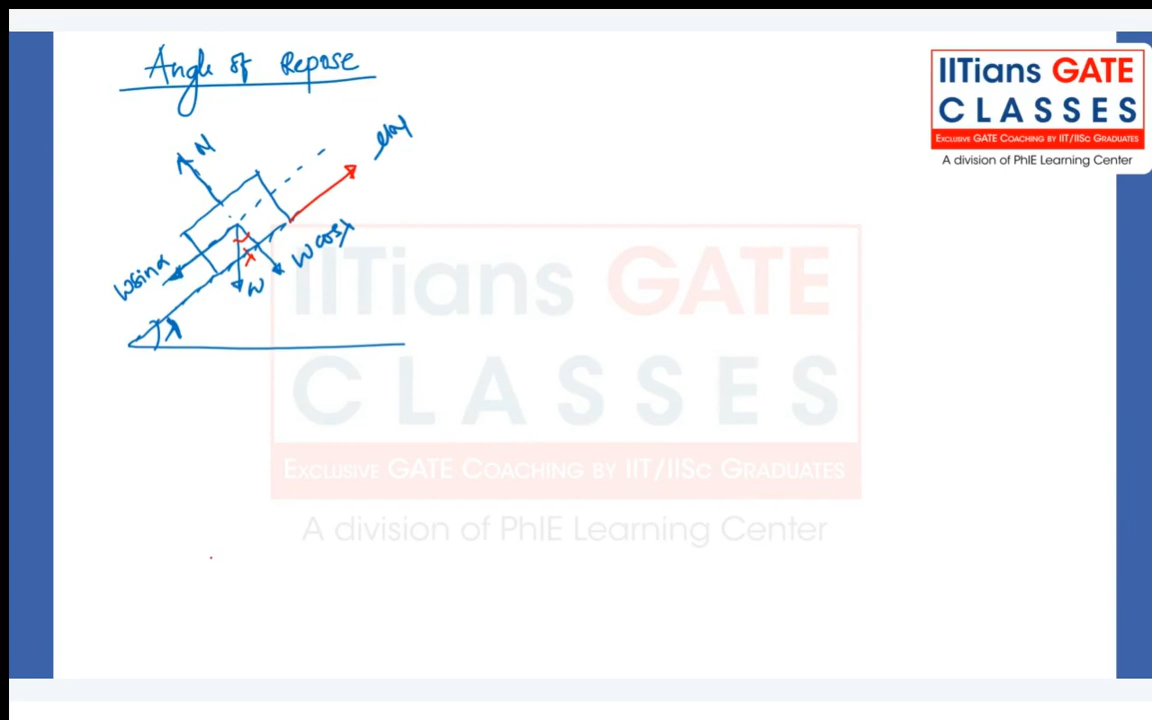 Angle of Repose
IITians GATE
CLASSES
EXCLUSIVE GATE COACHING BY IIT/IISc GRADUATES
A division of PhIE Learning Center
N
μN
W cosλ
W sinα
W
λ
IITians GATE
CLASSES
EXCLUSIVE GATE COACHING BY IIT/IISc GRADUATES
A division of PhIE Learning Center